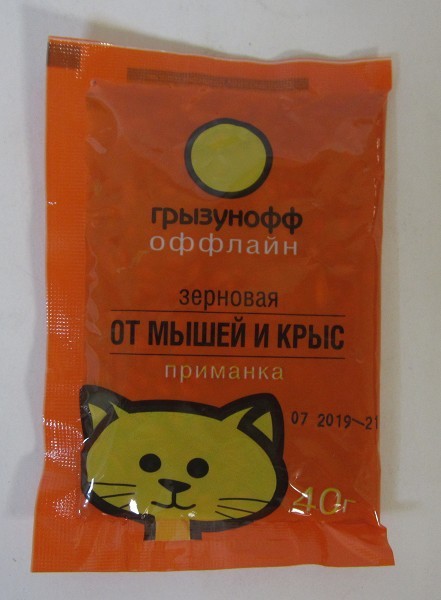 грызунофф
оффлайн
зерновая
ОТ МЫШЕЙ И КРЫС
приманка
07 2019-21
40г